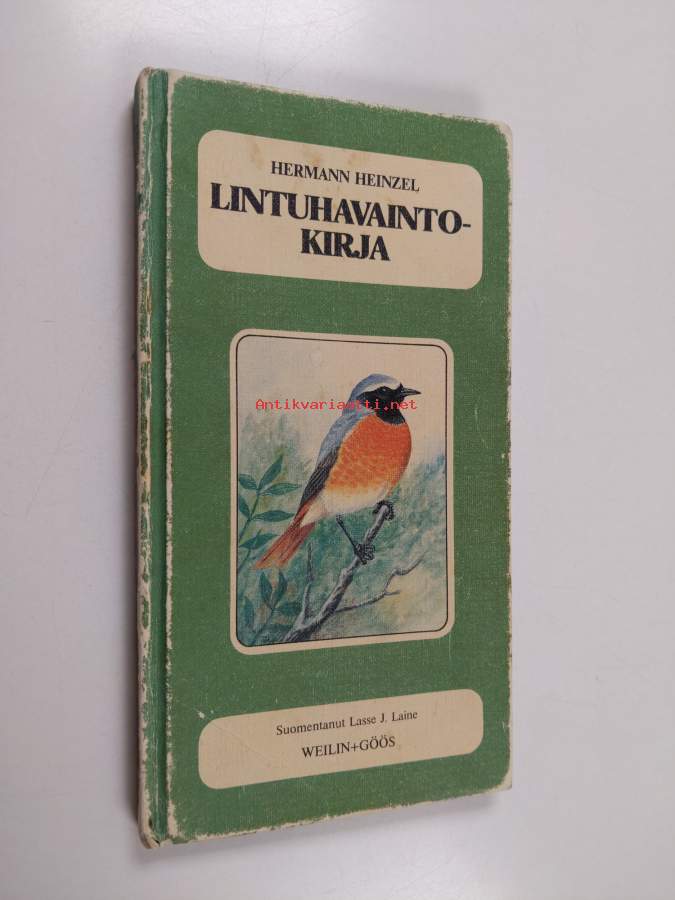 HERMANN HEINZEL
LINTUHAVAINTO-
KIRJA
Antikvariaatti.net
Suomentanut Lasse J. Laine
WEILIN+GÖÖS